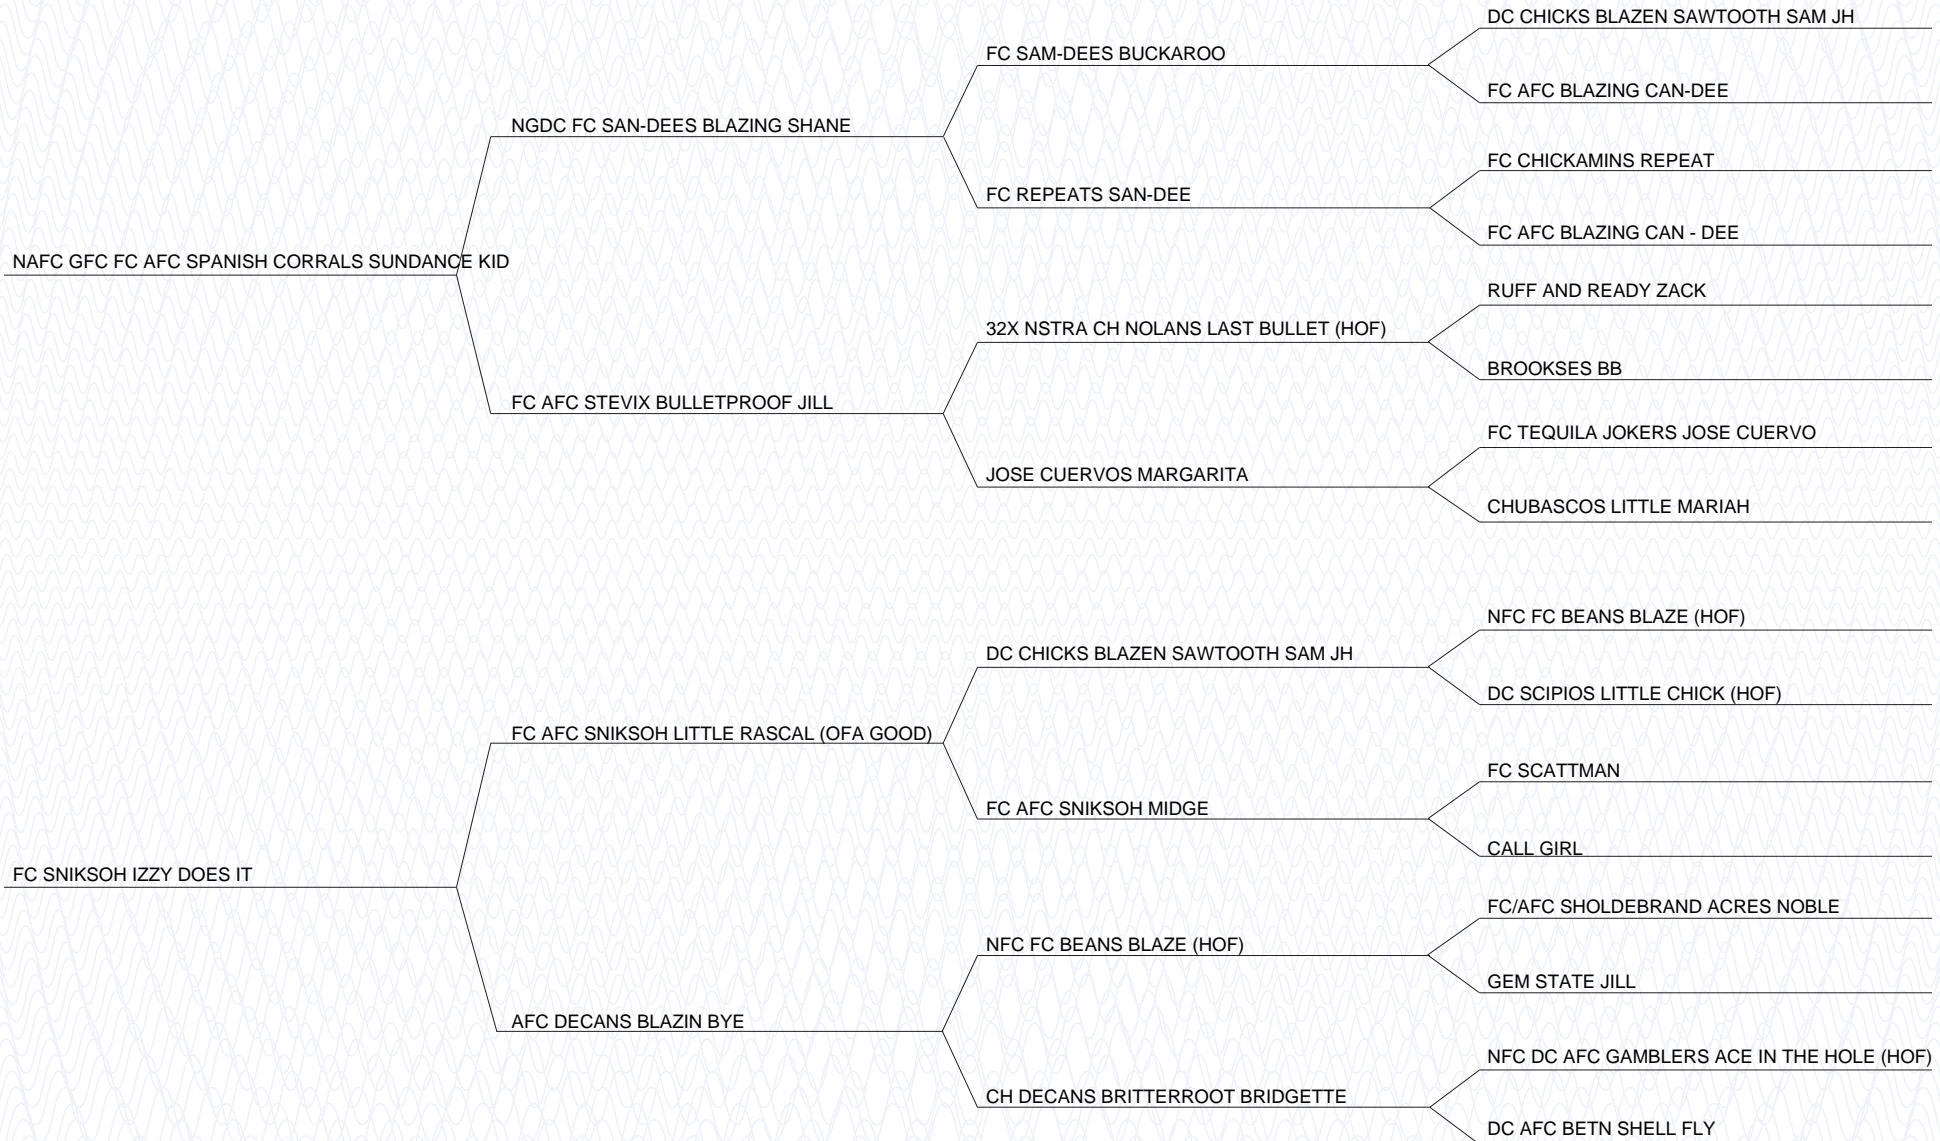 DC CHICKS BLAZEN SAWTOOTH SAM JH
FC SAM-DEES BUCKAROO
FC AFC BLAZING CAN-DEE
NGDC FC SAN-DEES BLAZING SHANE
FC CHICKAMINS REPEAT
FC REPEATS SAN-DEE
FC AFC BLAZING CAN - DEE
NAFC GFC FC AFC SPANISH CORRALS SUNDANCE KID
RUFF AND READY ZACK
32X NSTRA CH NOLANS LAST BULLET (HOF)
BROOKSES BB
FC AFC STEVIX BULLETPROOF JILL
FC TEQUILA JOKERS JOSE CUERVO
JOSE CUERVOS MARGARITA
CHUBASCOS LITTLE MARIAH
NFC FC BEANS BLAZE (HOF)
DC CHICKS BLAZEN SAWTOOTH SAM JH
DC SCIPIOS LITTLE CHICK (HOF)
FC AFC SNIKSOH LITTLE RASCAL (OFA GOOD)
FC SCATTMAN
FC AFC SNIKSOH MIDGE
CALL GIRL
FC SNIKSOH IZZY DOES IT
FC/AFC SHOLDEBRAND ACRES NOBLE
NFC FC BEANS BLAZE (HOF)
GEM STATE JILL
AFC DECANS BLAZIN BYE
NFC DC AFC GAMBLERS ACE IN THE HOLE (HOF)
CH DECANS BRITTERROOT BRIDGETTE
DC AFC BETN SHELL FLY